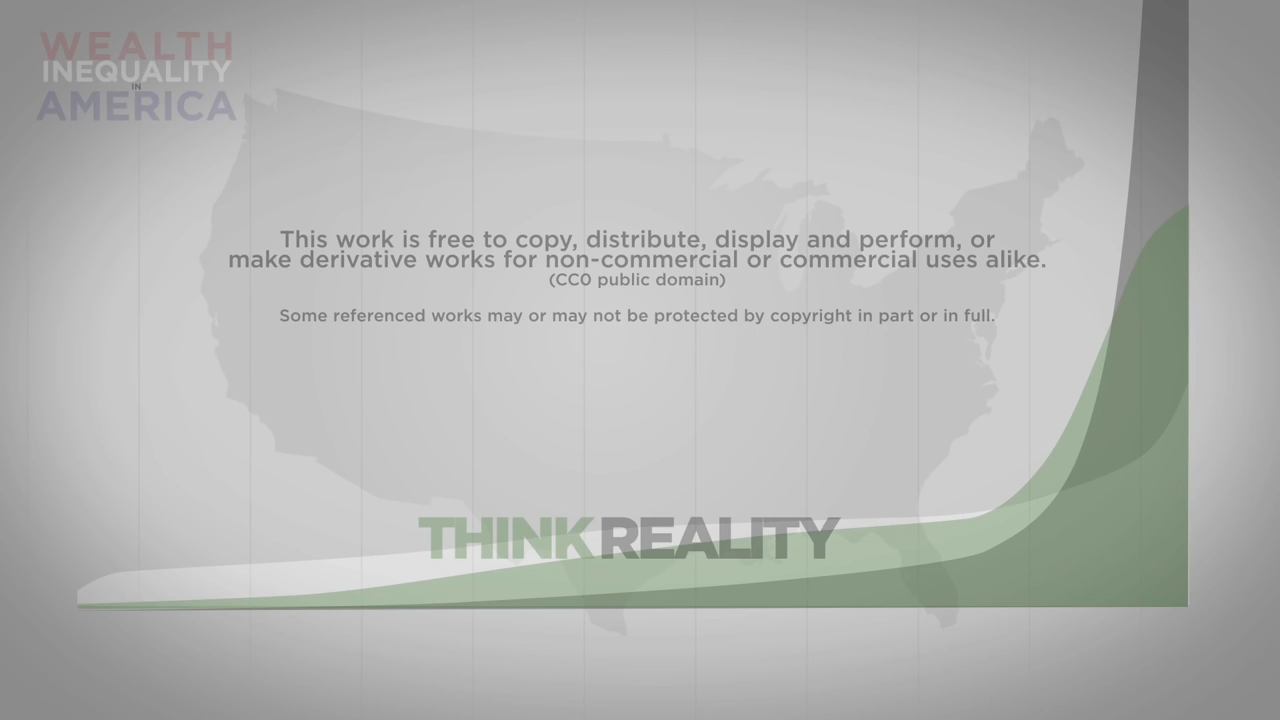 WEALTH
INEQUALITY
IN
AMERICA
This work is free to copy, distribute, display and perform, or
make derivative works for non-commercial or commercial uses alike.
(CC0 public domain)
Some referenced works may or may not be protected by copyright in part or in full.
THINKREALITY